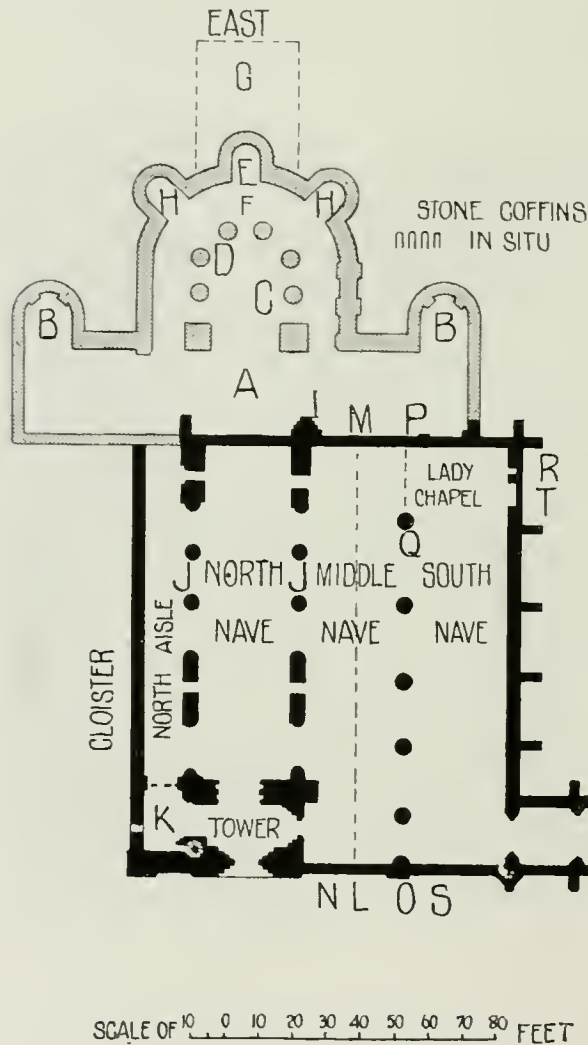 EAST
G
E
H F H
STONE COFFINS
IN SITU
D
C
B B
A
I M P
LADY
CHAPEL
R
T
Q
J NORTH J MIDDLE SOUTH
NAVE NAVE NAVE
NORTH AISLE
CLOISTER
K TOWER
N L O S
SCALE OF 10 0 10 20 30 40 50 60 70 80 FEET